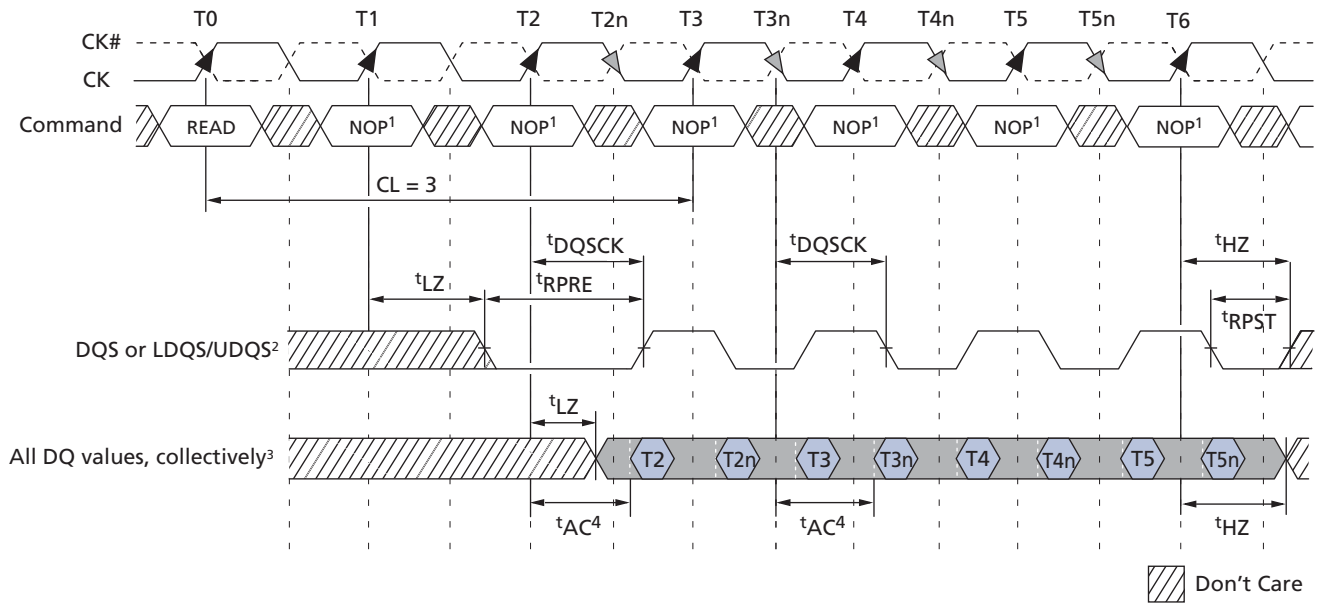 T0 T1 T2 T2n T3 T3n T4 T4n T5 T5n T6
CK#
CK
Command READ NOP1 NOP1 NOP1 NOP1 NOP1 NOP1
CL = 3
tDQSCK tDQSCK tHZ
tLZ tRPRE
tRPST
DQS or LDQS/UDQS2
tLZ
All DQ values, collectively3 T2 T2n T3 T3n T4 T4n T5 T5n
tAC4 tAC4 tHZ
Don't Care